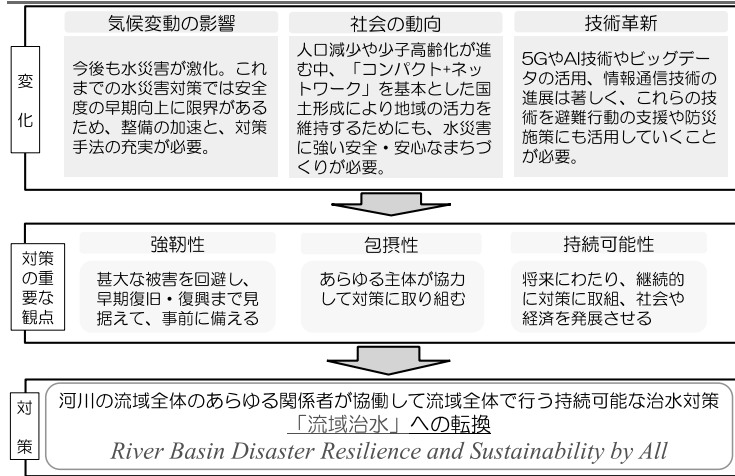 変化
気候変動の影響
今後も水災害が激化。これ
までの水災害対策では安全
度の早期向上に限界がある
ため、整備の加速と、対策
手法の充実が必要。
社会の動向
人口減少や少子高齢化が進
む中、「コンパクト+ネッ
トワーク」を基本とした国
土形成により地域の活力を
維持するためにも、水災害
に強い安全・安心なまちづ
くりが必要。
技術革新
5GやAI技術やビッグデー
タの活用、情報通信技術の
進展は著しく、これらの技
術を避難行動の支援や防災
施策にも活用していくこと
が必要。
対策
の重
要な
観点
強靭性
甚大な被害を回避し、
早期復旧・復興まで見
据えて、事前に備える
包摂性
あらゆる主体が協力
して対策に取り組む
持続可能性
将来にわたり、継続的
に対策に取組、社会や
経済を発展させる
対策
河川の流域全体のあらゆる関係者が協働して流域全体で行う持続可能な治水対策
「流域治水」への転換
River Basin Disaster Resilience and Sustainability by All